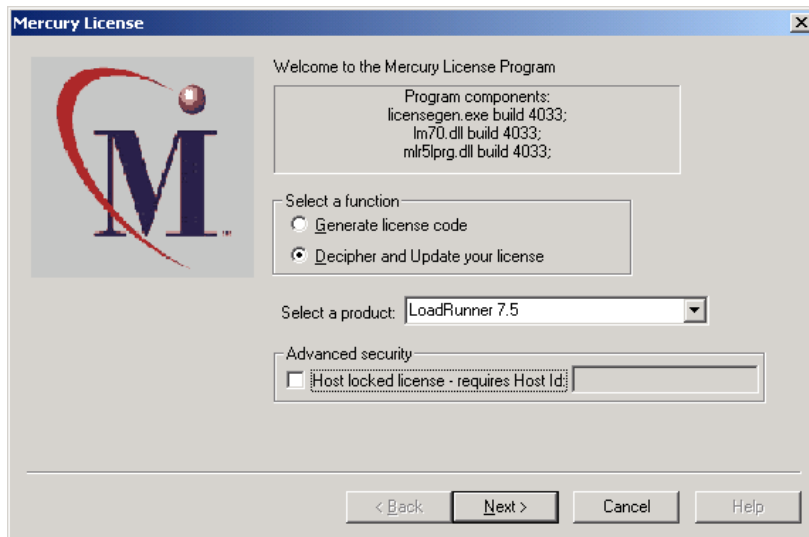 Mercury License
Welcome to the Mercury License Program
Program components:
licensegen.exe build 4033;
lm70.dll build 4033;
mlr5lprg.dll build 4033;
Select a function
Generate license code
Decipher and Update your license
Select a product: LoadRunner 7.5
Advanced security
Host locked license - requires Host Id:
M™
< Back Next > Cancel Help